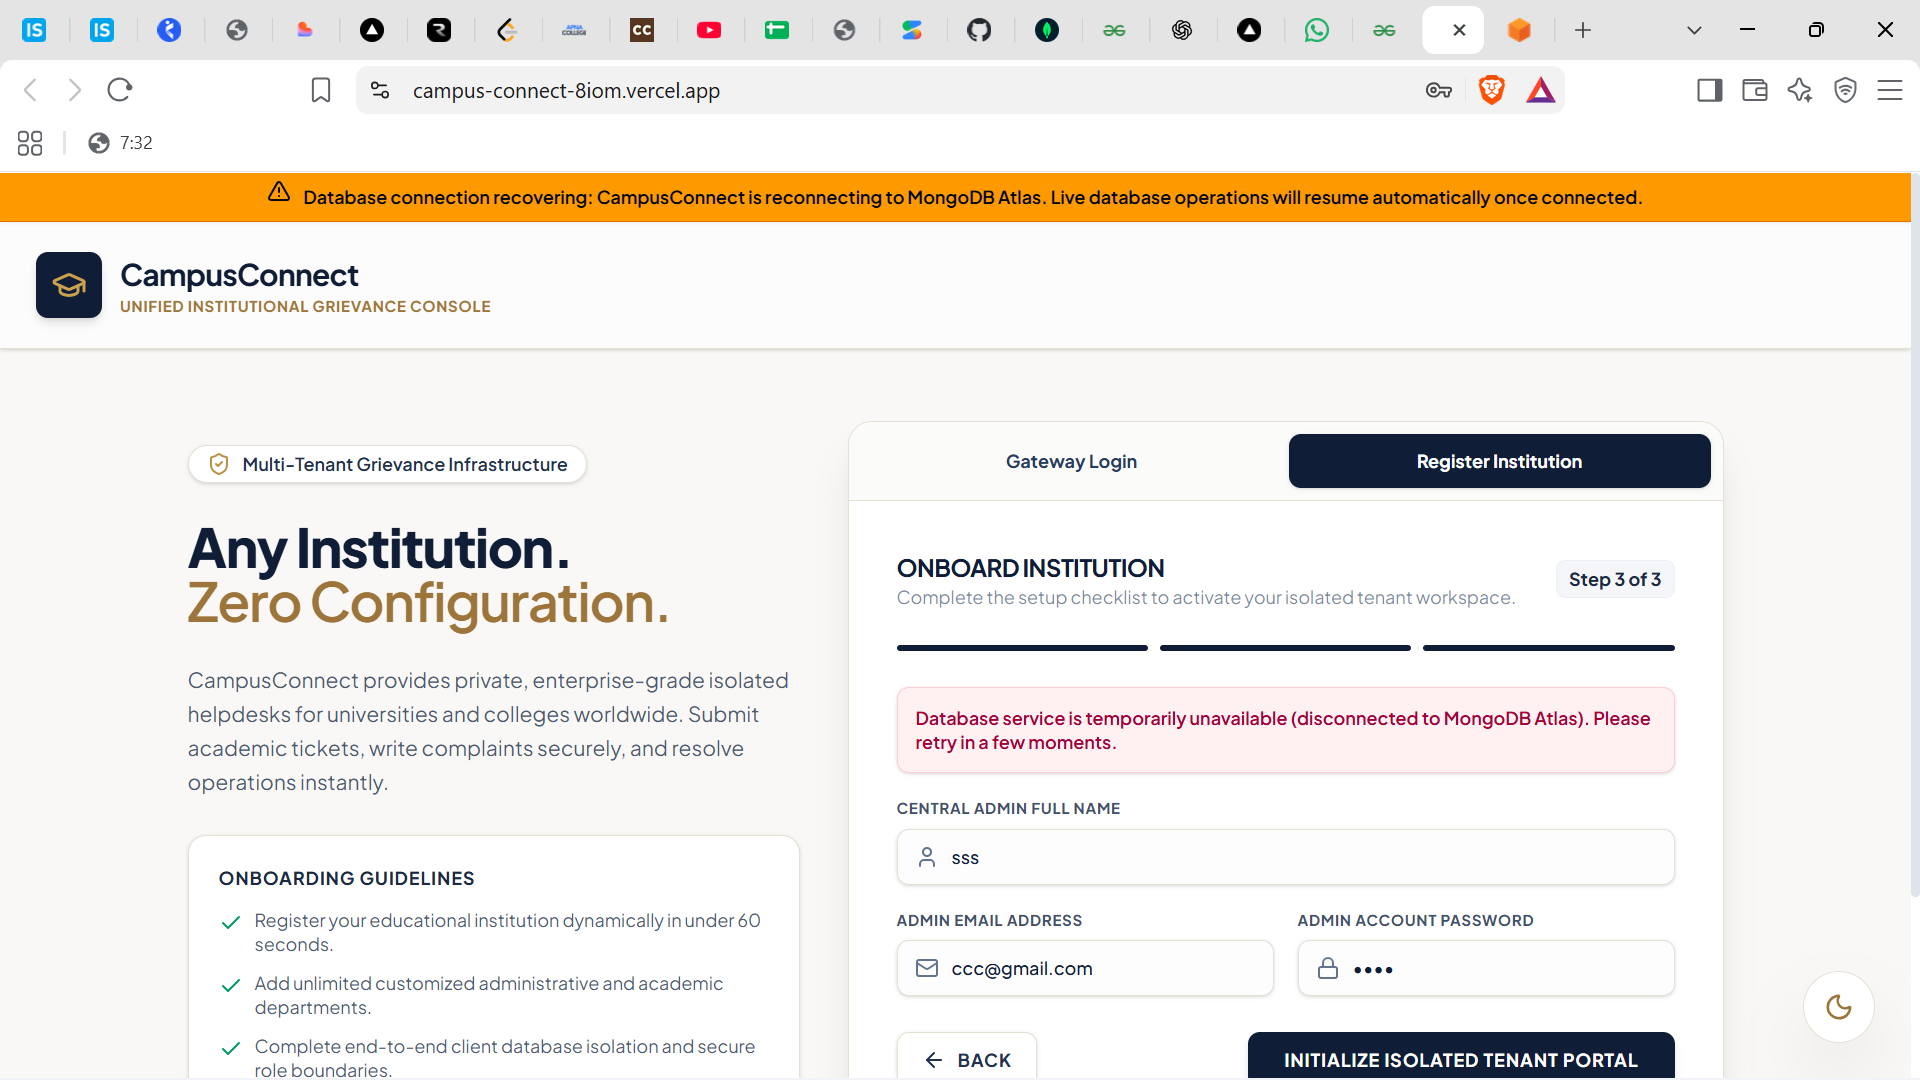 IS
IS
APNA
COLLEGE
CC
campus-connect-8iom.vercel.app
7:32
Database connection recovering: CampusConnect is reconnecting to MongoDB Atlas. Live database operations will resume automatically once connected.
CampusConnect
UNIFIED INSTITUTIONAL GRIEVANCE CONSOLE
Multi-Tenant Grievance Infrastructure
Any Institution.
Zero Configuration.
CampusConnect provides private, enterprise-grade isolated
helpdesks for universities and colleges worldwide. Submit
academic tickets, write complaints securely, and resolve
operations instantly.
ONBOARDING GUIDELINES
Register your educational institution dynamically in under 60
seconds.
Add unlimited customized administrative and academic
departments.
Complete end-to-end client database isolation and secure
role boundaries.
Gateway Login
Register Institution
ONBOARD INSTITUTION
Complete the setup checklist to activate your isolated tenant workspace.
Step 3 of 3
Database service is temporarily unavailable (disconnected to MongoDB Atlas). Please
retry in a few moments.
CENTRAL ADMIN FULL NAME
sss
ADMIN EMAIL ADDRESS
ccc@gmail.com
ADMIN ACCOUNT PASSWORD
••••
BACK
INITIALIZE ISOLATED TENANT PORTAL